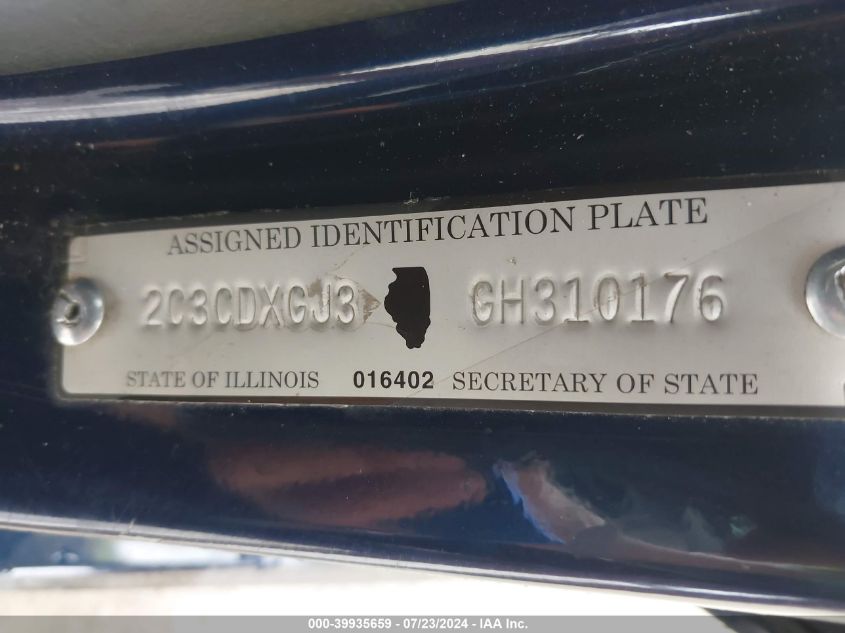 ASSIGNED IDENTIFICATION PLATE
2C3CDXGJ3 GH310176
STATE OF ILLINOIS 016402 SECRETARY OF STATE
000-39935659 / 07/23/2024 - IAA Inc.